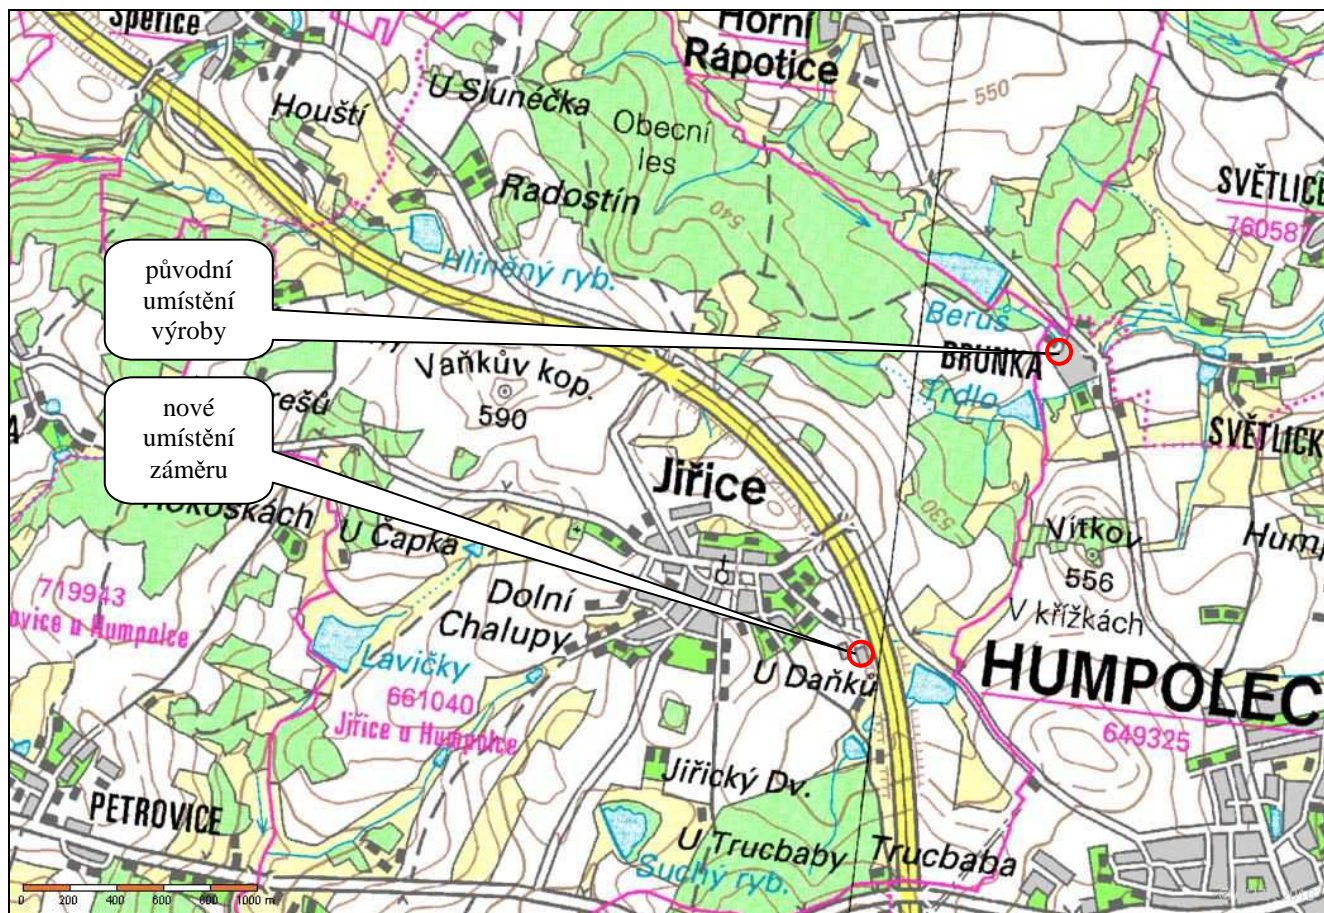 Speřice
Horní
Rápotice
U Slunéčka
Houští
Obecní
les
550
Radostín
540
SVĚTLICE
760587
Hliněný ryb.
původní
umístění
výroby
Beruš
BRUNKA
Trdlo
Vaňkův kop.
590
nové
umístění
záměru
SVĚTLICK
Jiřice
530
U Čapka
Vítkov
556
V křížkách
719943
ovice u Humpolce
Dolní
Chalupy
Lavičky
661040
Jiřice u Humpolce
U Daňků
HUMPOLEC
649325
Jiřický Dv.
PETROVICE
U Trucbaby
Trucbaba
Suchý ryb.
0 200 400 600 800 1000 m